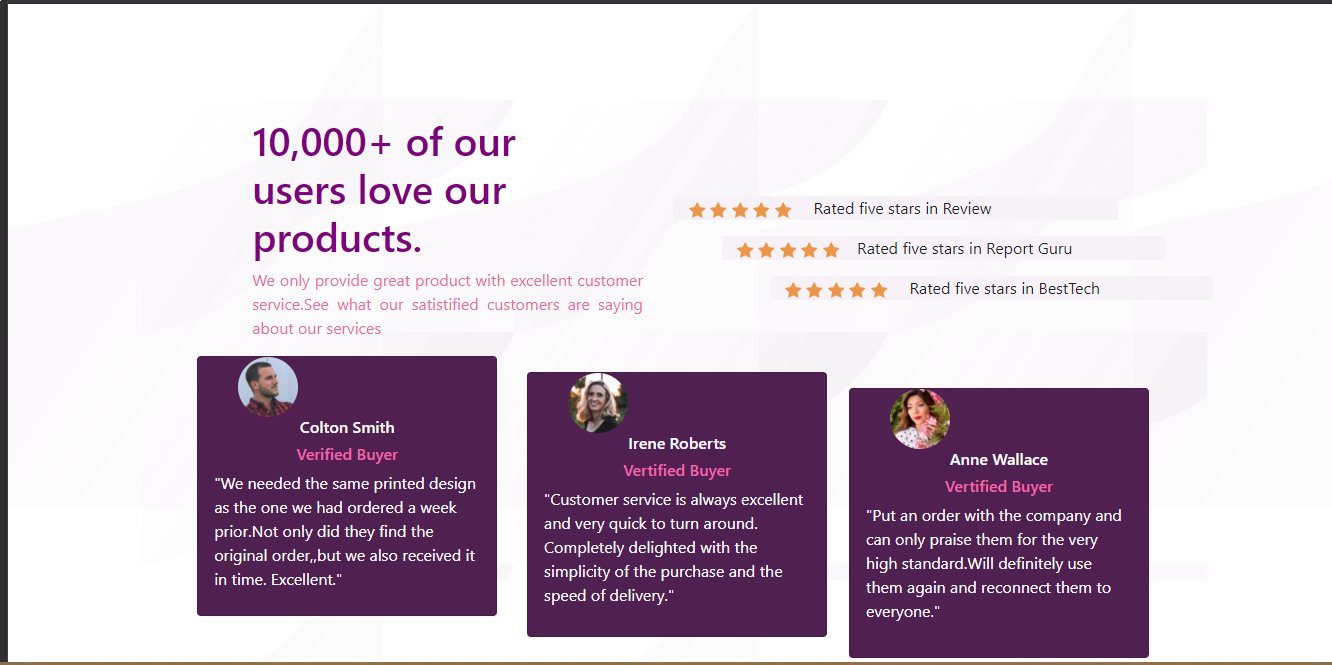 10,000+ of our
users love our
products.
We only provide great product with excellent customer
service.See what our satistified customers are saying
about our services
Rated five stars in Review
Rated five stars in Report Guru
Rated five stars in BestTech
Colton Smith
Verified Buyer
"We needed the same printed design
as the one we had ordered a week
prior.Not only did they find the
original order,,but we also received it
in time. Excellent."
Irene Roberts
Vertified Buyer
"Customer service is always excellent
and very quick to turn around.
Completely delighted with the
simplicity of the purchase and the
speed of delivery."
Anne Wallace
Vertified Buyer
"Put an order with the company and
can only praise them for the very
high standard.Will definitely use
them again and reconnect them to
everyone."